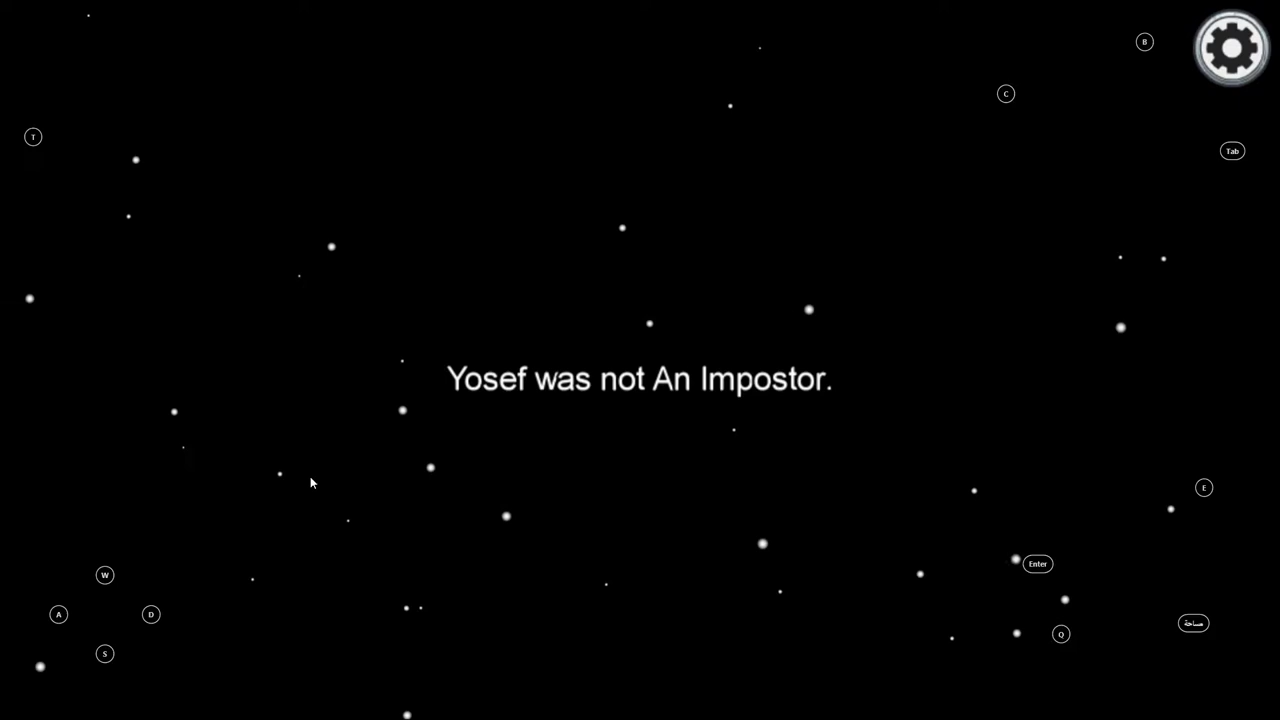 B
C
T
Tab
Yosef was not An Impostor.
E
Enter
W
A
D
مساحة
Q
S